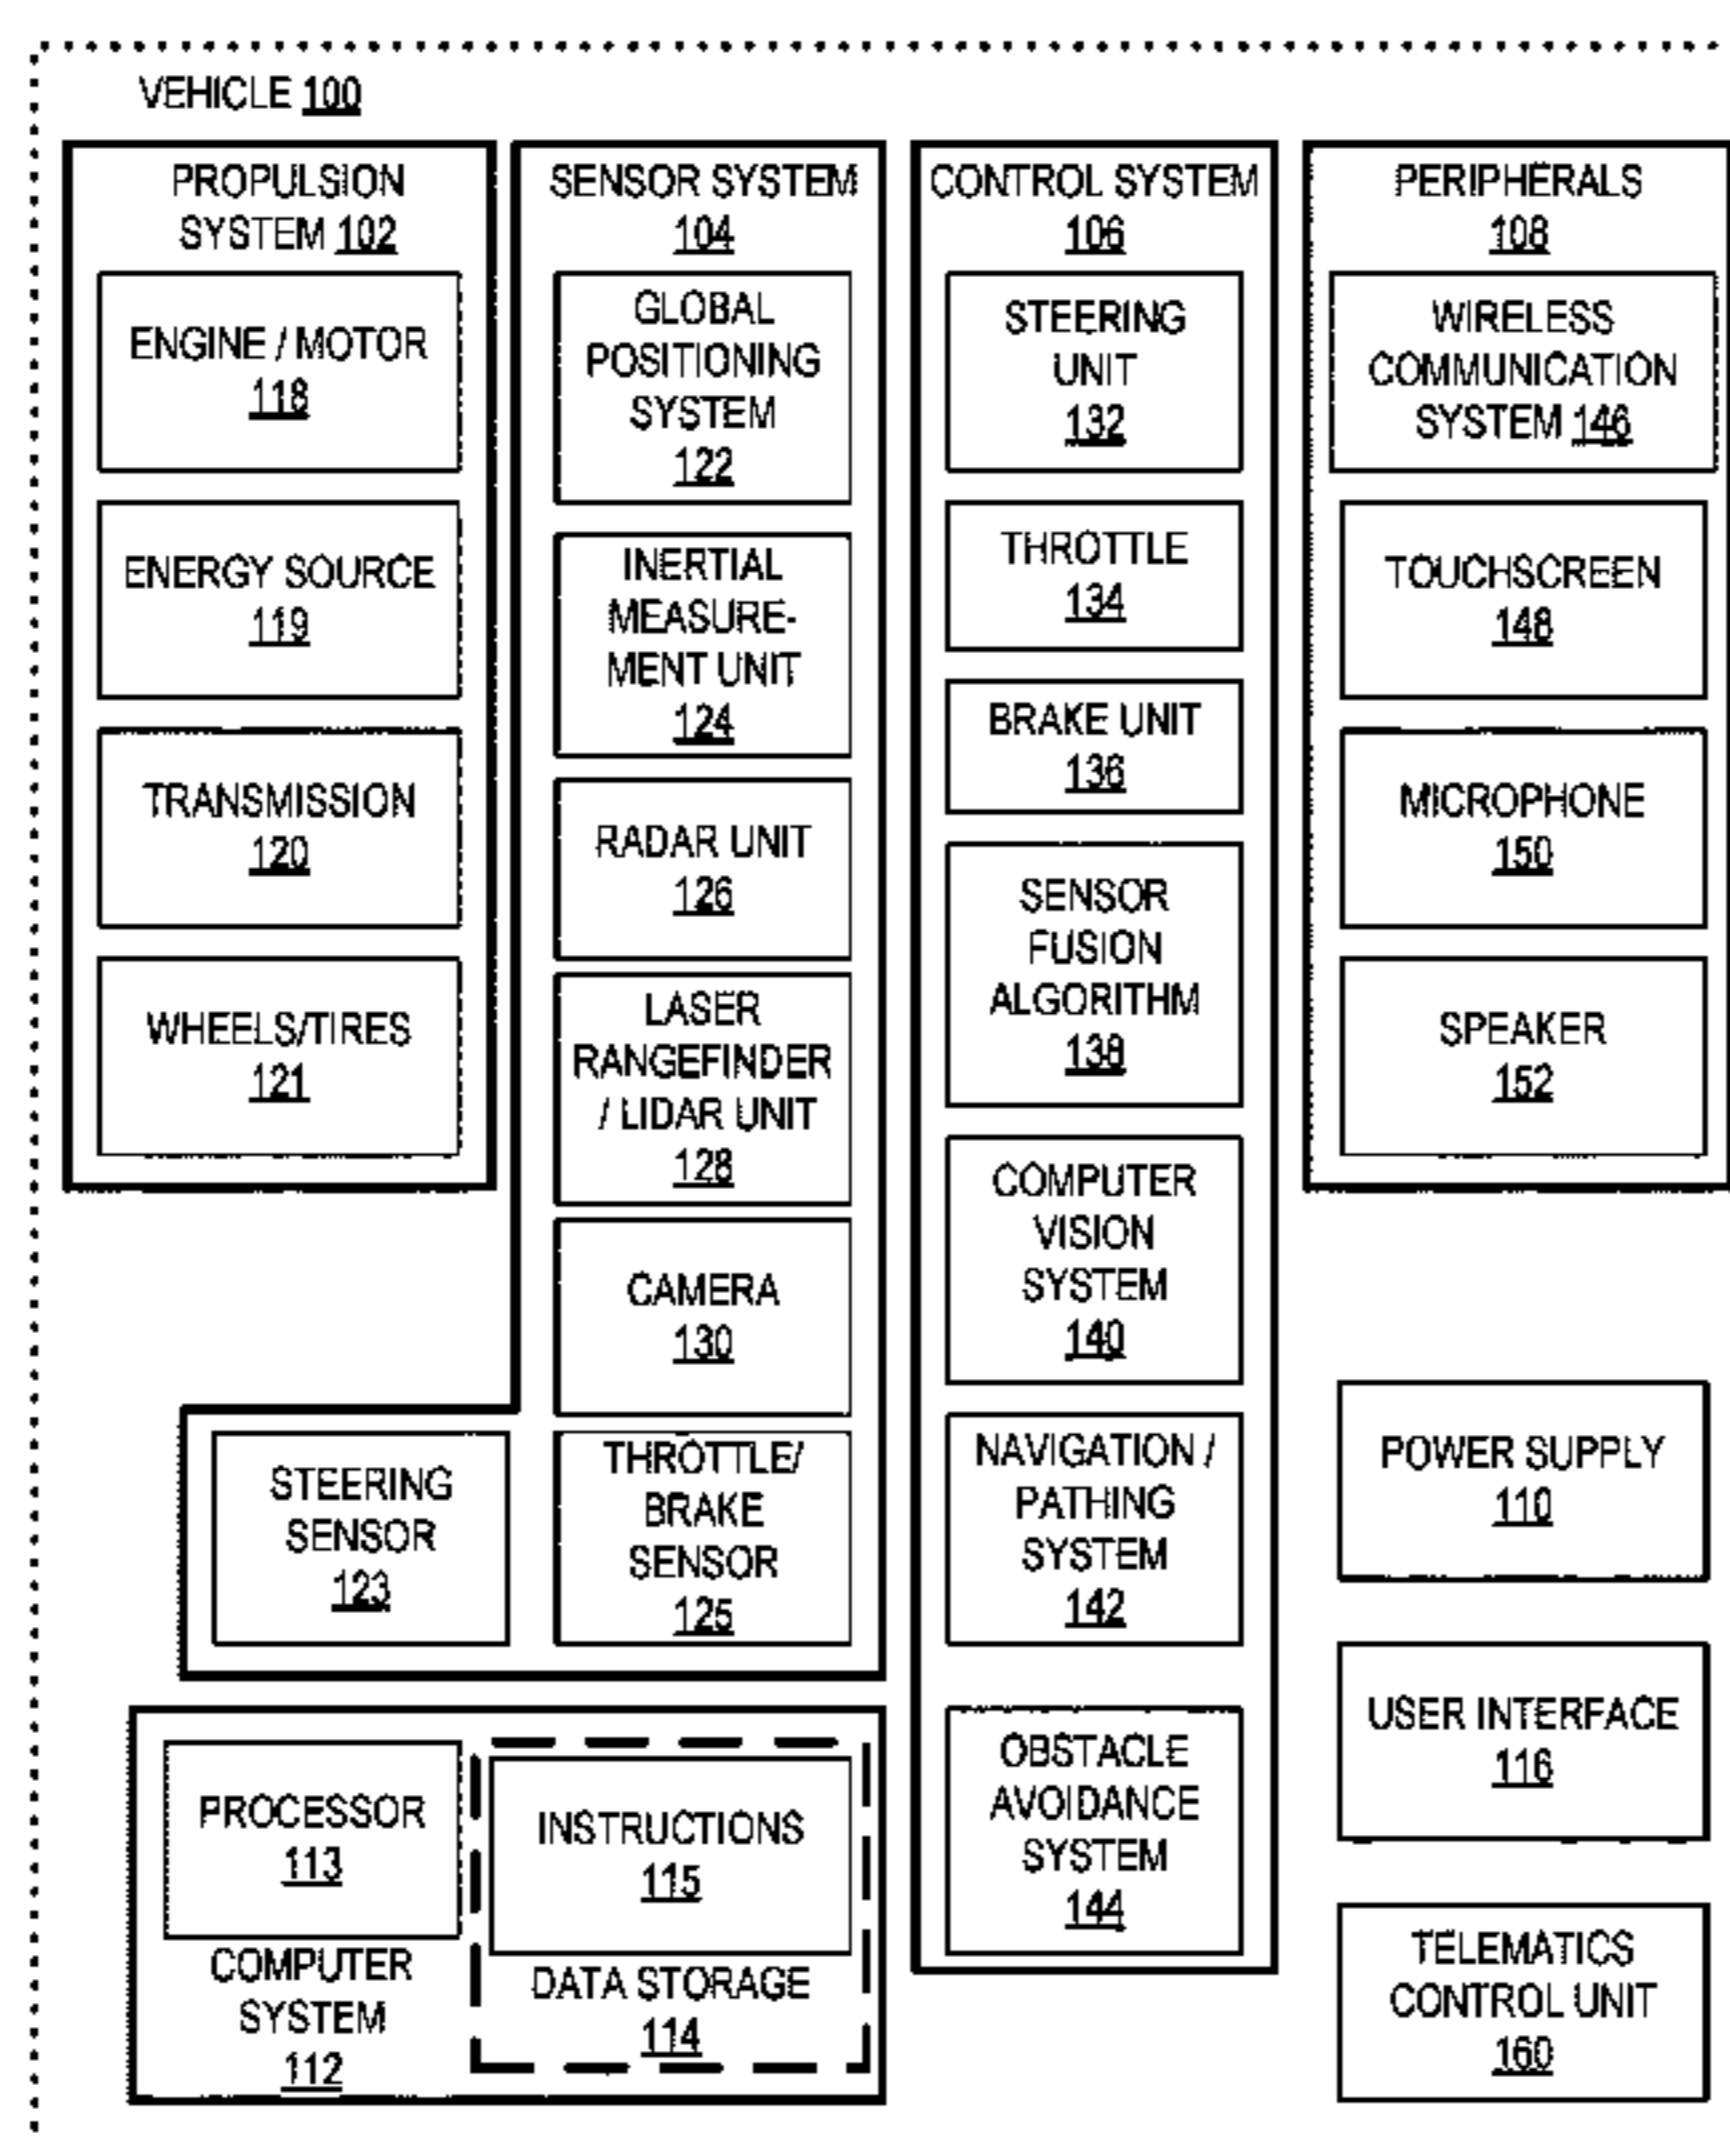 VEHICLE 100
PROPULSION
SYSTEM 102
ENGINE / MOTOR
118
ENERGY SOURCE
119
TRANSMISSION
120
WHEELS/TIRES
121
SENSOR SYSTEM
104
GLOBAL
POSITIONING
SYSTEM
122
INERTIAL
MEASURE-
MENT UNIT
124
RADAR UNIT
126
LASER
RANGEFINDER
/ LIDAR UNIT
128
CAMERA
130
STEERING
SENSOR
123
THROTTLE/
BRAKE
SENSOR
125
CONTROL SYSTEM
106
STEERING
UNIT
132
THROTTLE
134
BRAKE UNIT
136
SENSOR
FUSION
ALGORITHM
138
COMPUTER
VISION
SYSTEM
140
NAVIGATION /
PATHING
SYSTEM
142
OBSTACLE
AVOIDANCE
SYSTEM
144
PERIPHERALS
108
WIRELESS
COMMUNICATION
SYSTEM 146
TOUCHSCREEN
148
MICROPHONE
150
SPEAKER
152
PROCESSOR
113
COMPUTER
SYSTEM
112
INSTRUCTIONS
115
DATA STORAGE
114
POWER SUPPLY
110
USER INTERFACE
116
TELEMATICS
CONTROL UNIT
160